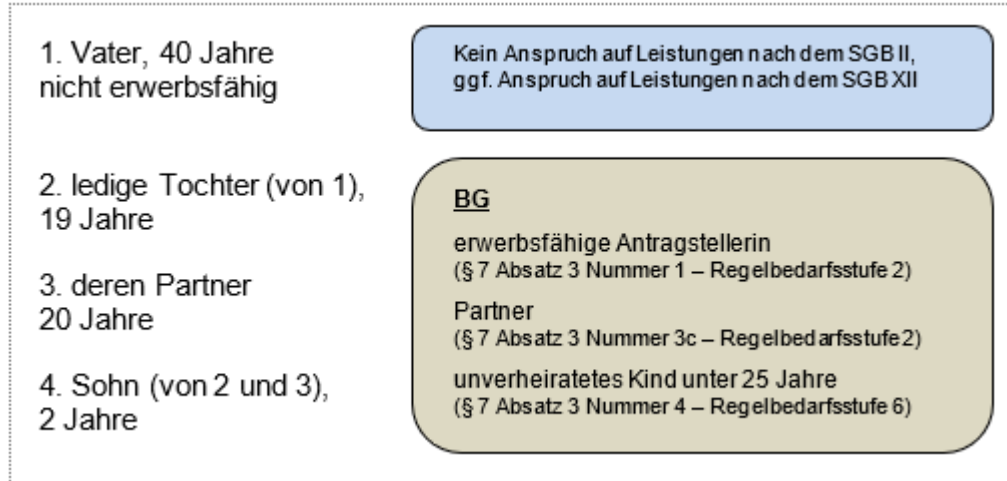 1. Vater, 40 Jahre
nicht erwerbsfähig
Kein Anspruch auf Leistungen nach dem SGB II,
ggf. Anspruch auf Leistungen nach dem SGB XII
2. ledige Tochter (von 1),
19 Jahre
3. deren Partner
20 Jahre
4. Sohn (von 2 und 3),
2 Jahre
BG
erwerbsfähige Antragstellerin
(§ 7 Absatz 3 Nummer 1 – Regelbedarfsstufe 2)
Partner
(§ 7 Absatz 3 Nummer 3c – Regelbedarfsstufe 2)
unverheiratetes Kind unter 25 Jahre
(§ 7 Absatz 3 Nummer 4 – Regelbedarfsstufe 6)